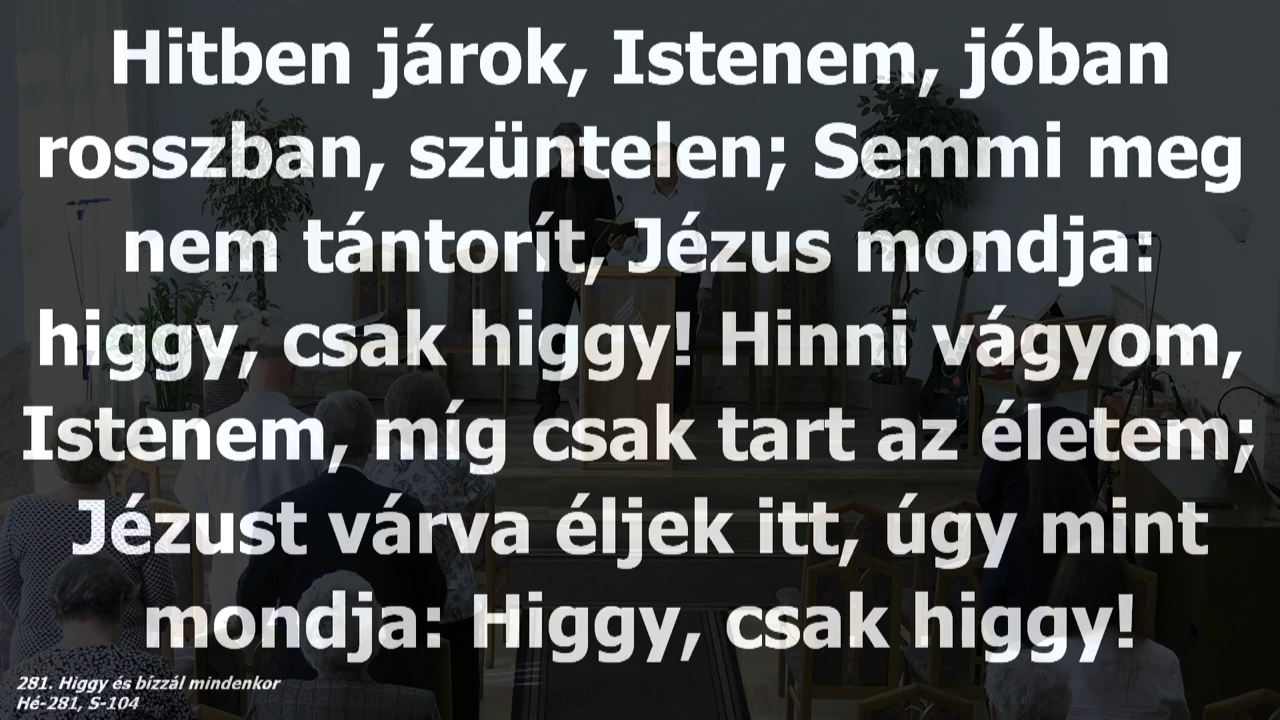 Hitben járok, Istenem, jóban
rosszban, szüntelen; Semmi meg
nem tántorít, Jézus mondja:
higgy, csak higgy! Hinni vágyom,
Istenem, míg csak tart az életem;
Jézust várva éljek itt, úgy mint
mondja: Higgy, csak higgy!
281. Higgy és bízzál mindenkor
Hé-281, S-104